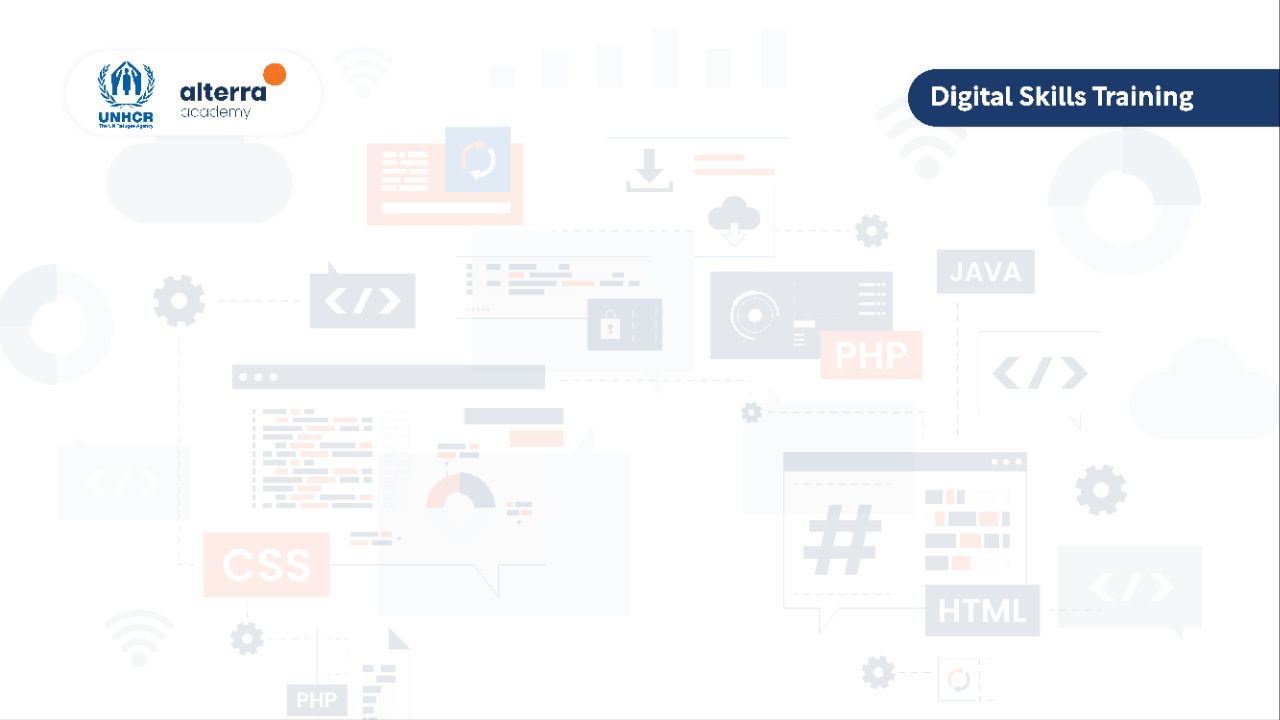 UNHCR
The UN Refugee Agency
alterra
academy
Digital Skills Training
JAVA
</>
PHP
</>
</>
CSS
#
HTML
</>
PHP